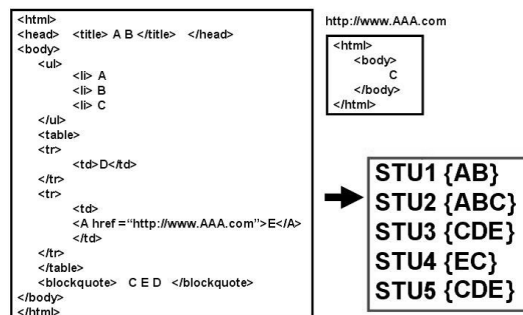 <html>
<head> <title> A B </title> </head>
<body>
<ul>
<li> A
<li> B
<li> C
</ul>
<table>
<tr>
<td>D</td>
</tr>
<tr>
<td>
<A href ="http://www.AAA.com">E</A>
</td>
</tr>
</table>
<blockquote> C E D </blockquote>
</body>
</html>
http://www.AAA.com
<html>
<body>
C
</body>
</html>
STU1 {AB}
STU2 {ABC}
STU3 {CDE}
STU4 {EC}
STU5 {CDE}